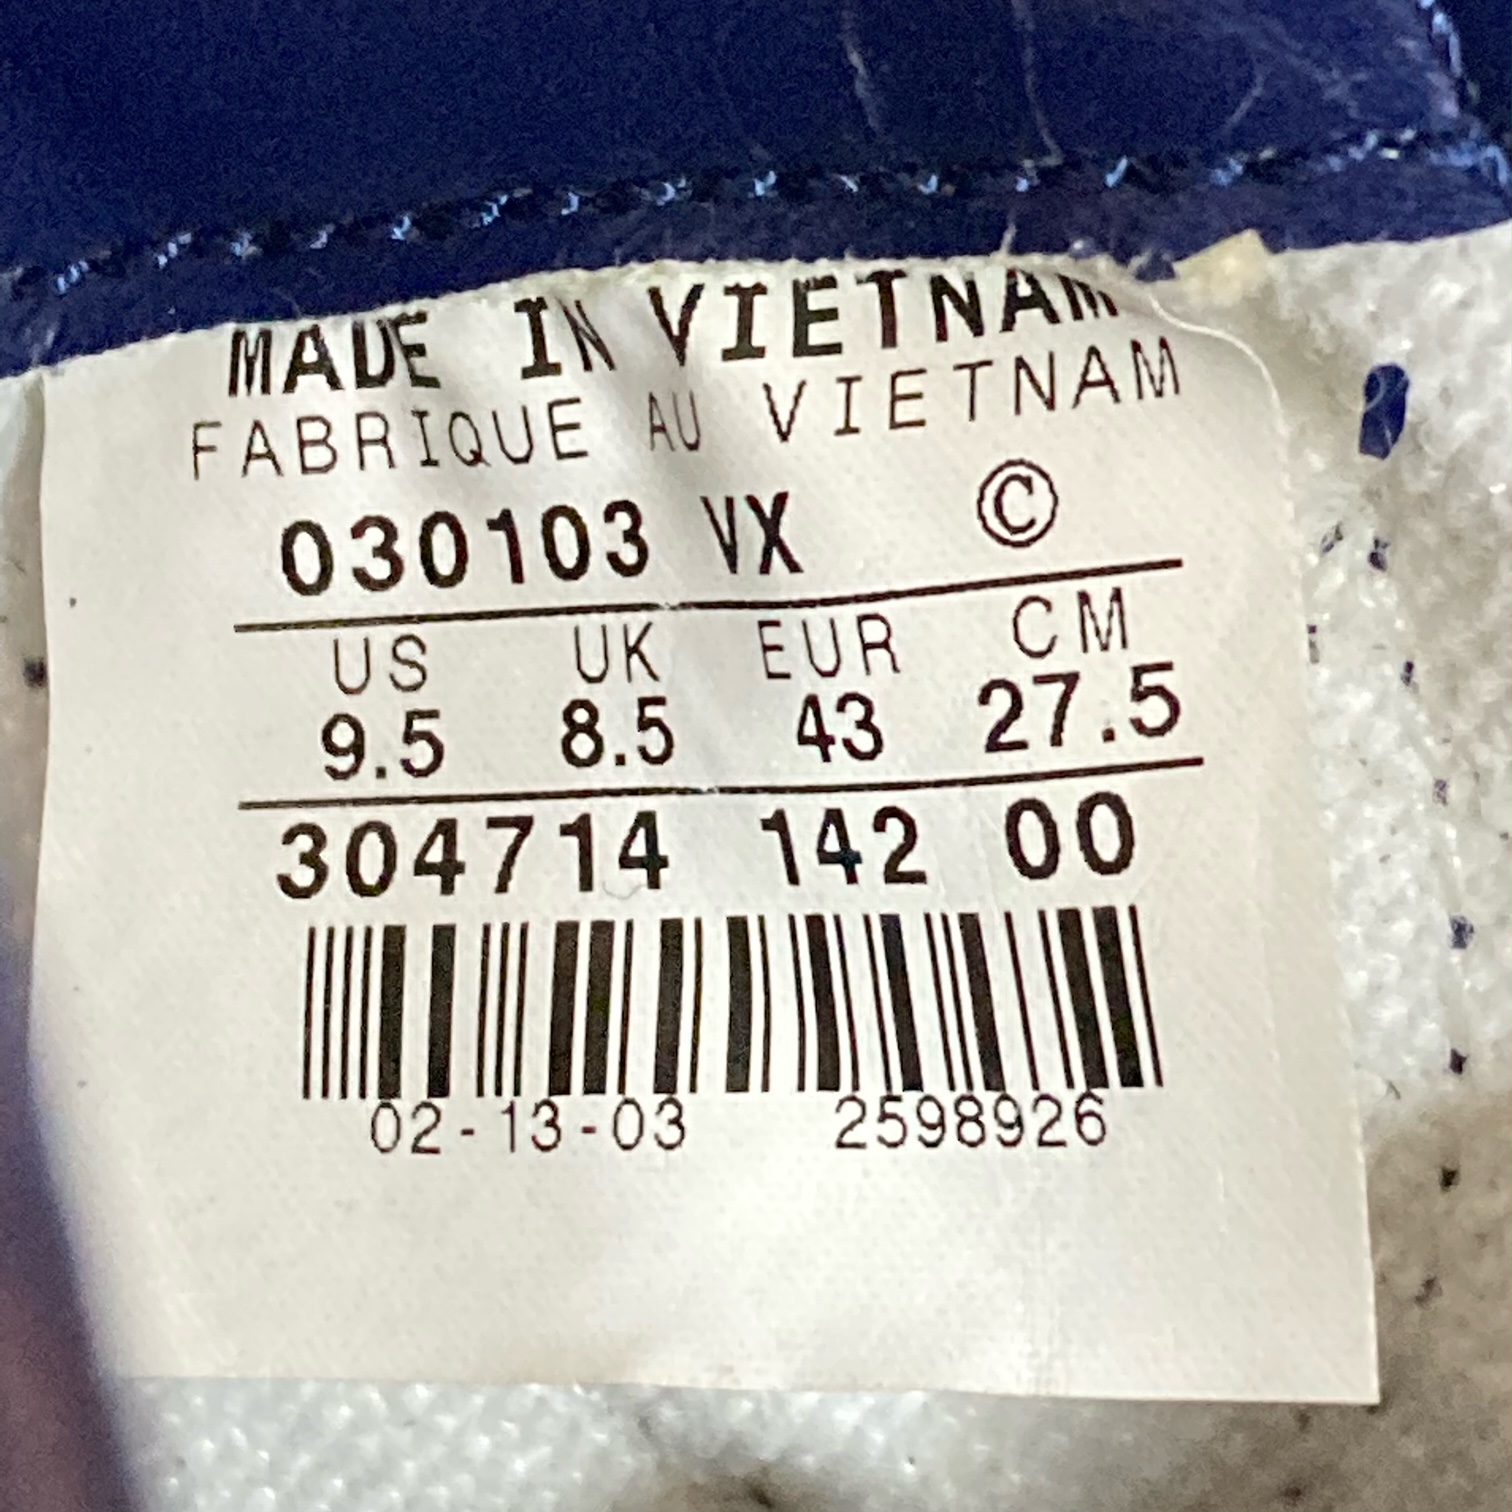 MADE IN VIETNAM
FABRIQUE AU VIETNAM
030103 VX ©
US UK EUR CM
9.5 8.5 43 27.5
304714 142 00
02-13-03 2598926